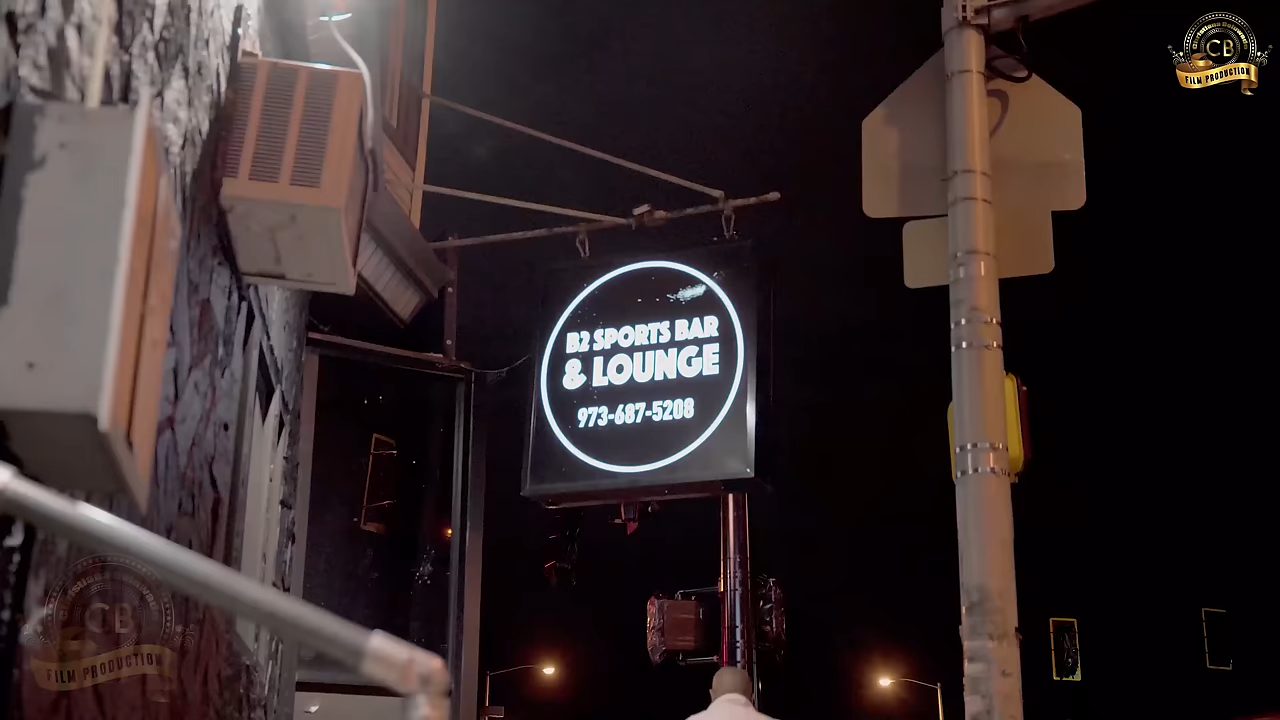 B2 SPORTS BAR
& LOUNGE
973-687-5208
CB
FILM PRODUCTION
CB
FILM PRODUCTION